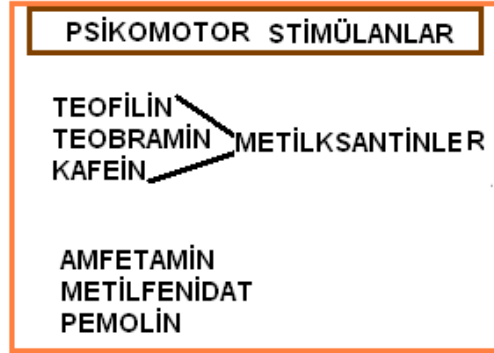 PSİKOMOTOR STİMÜLANLAR
TEOFİLİN
TEOBRAMİN METİLKSANTİNLER
KAFEİN
AMFETAMİN
METİLFENİDAT
PEMOLİN